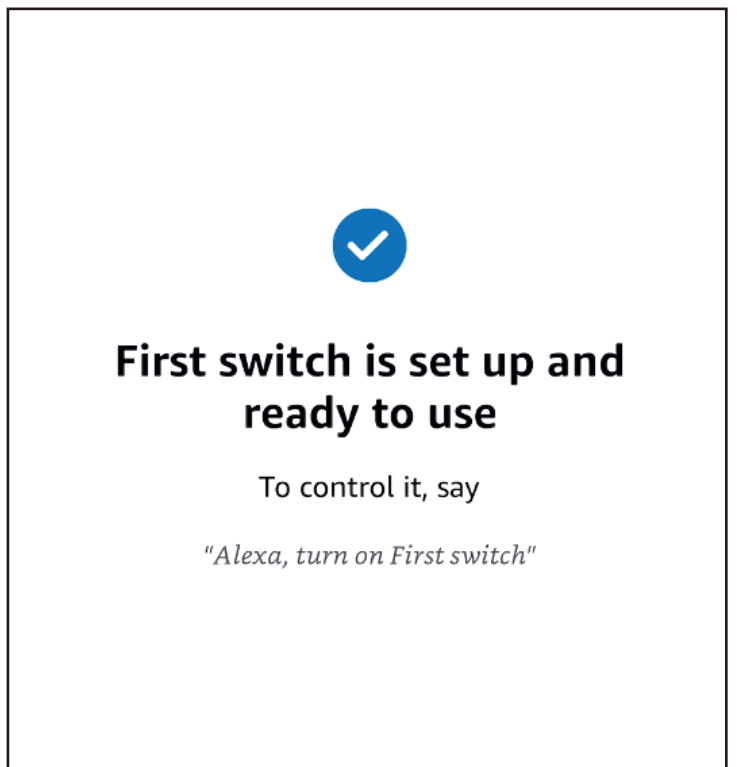 First switch is set up and
ready to use
To control it, say
"Alexa, turn on First switch"